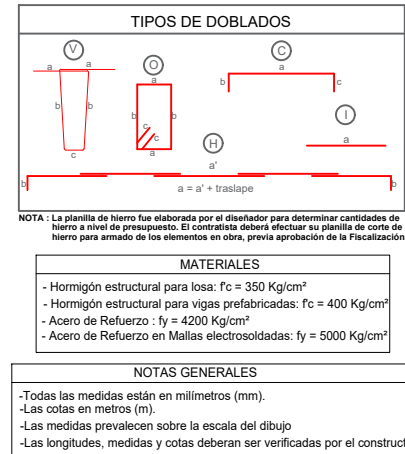 TIPOS DE DOBLADOS
V
a
a
b
b
c
O
a
b
b
c
c
a
C
a
b
c
I
a
H
a'
b
b
a = a' + traslape
NOTA : La planilla de hierro fue elaborada por el diseñador para determinar cantidades de
hierro a nivel de presupuesto. El contratista deberá efectuar su planilla de corte de
hierro para armado de los elementos en obra, previa aprobación de la Fiscalización
MATERIALES
- Hormigón estructural para losa: f'c = 350 Kg/cm²
- Hormigón estructural para vigas prefabricadas: f'c = 400 Kg/cm²
- Acero de Refuerzo : fy = 4200 Kg/cm²
- Acero de Refuerzo en Mallas electrosoldadas: fy = 5000 Kg/cm²
NOTAS GENERALES
-Todas las medidas están en milímetros (mm).
-Las cotas en metros (m).
-Las medidas prevalecen sobre la escala del dibujo
-Las longitudes, medidas y cotas deberan ser verificadas por el construct